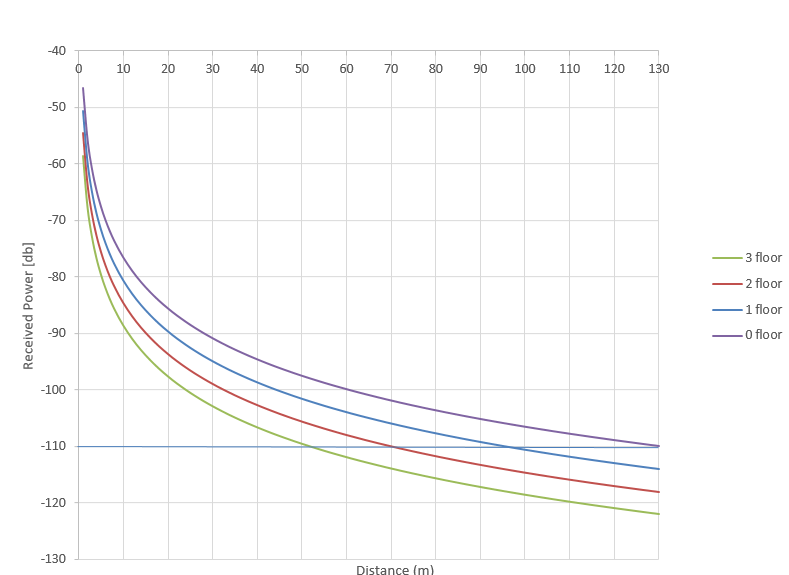 -40
0 10 20 30 40 50 60 70 80 90 100 110 120 130
-50
-60
-70
-80
-90
-100
-110
-120
-130
Received Power [db]
Distance (m)
3 floor
2 floor
1 floor
0 floor